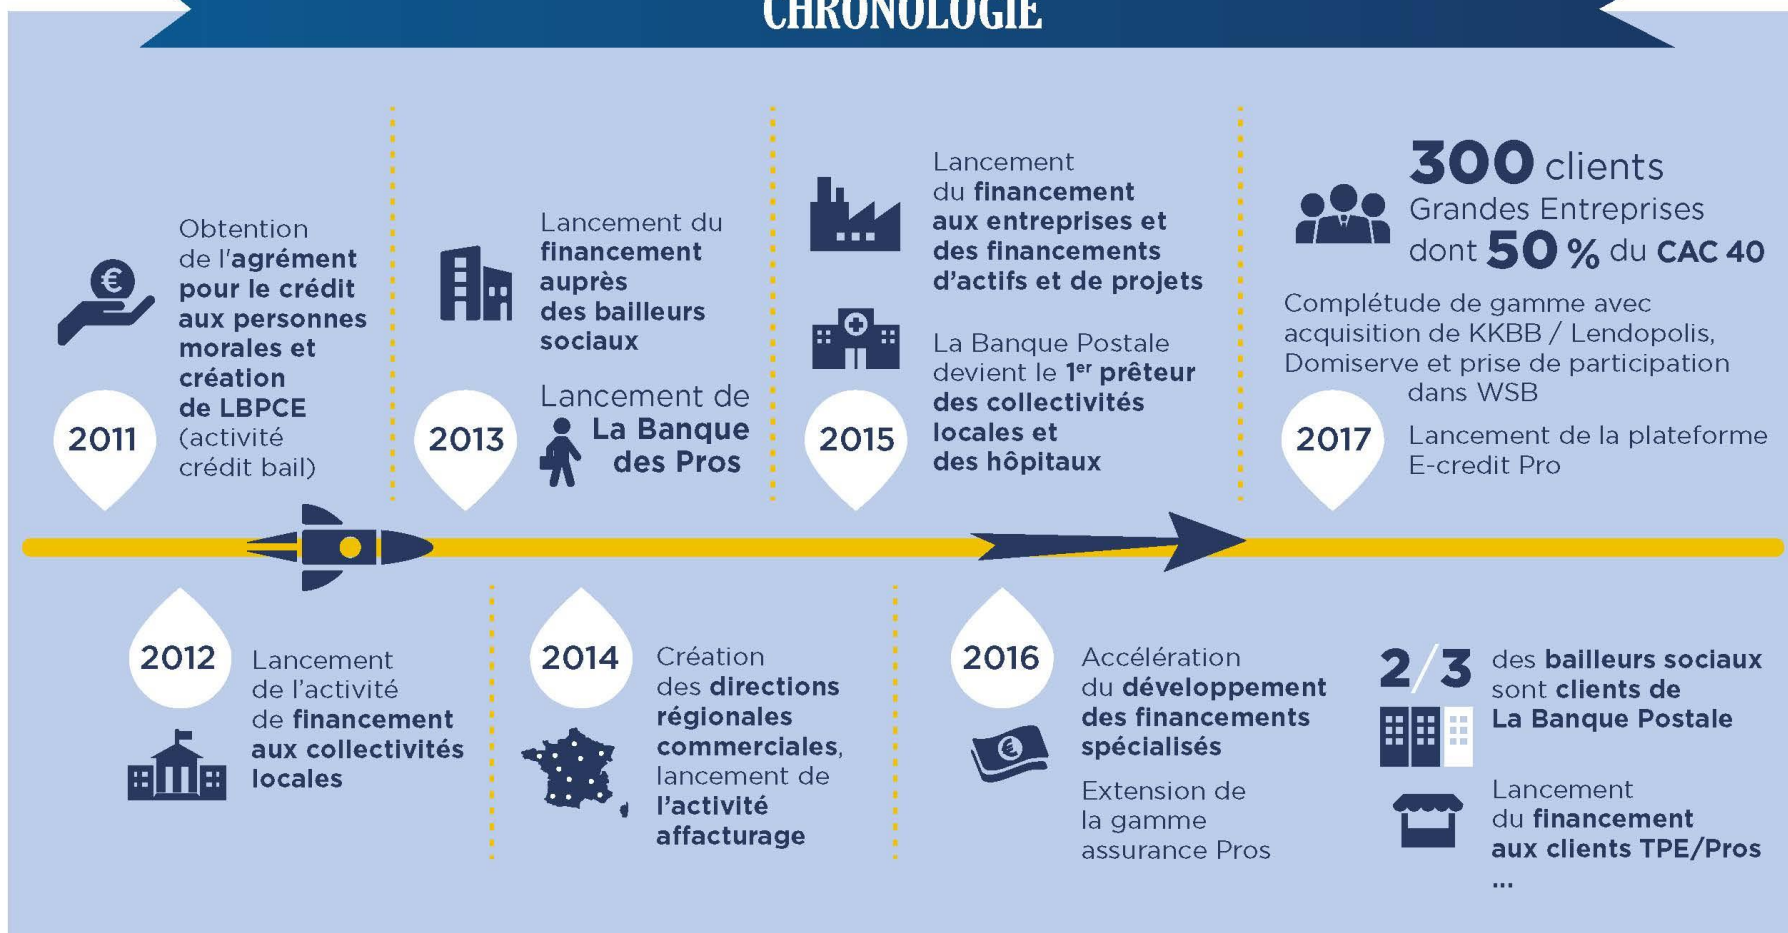 CHRONOLOGIE
Obtention
de l'agrément
pour le crédit
aux personnes
morales et
création
de LBPCE
(activité
crédit bail)
2011
Lancement du
financement
auprès
des bailleurs
sociaux
Lancement de
La Banque
des Pros
2013
Lancement
du financement
aux entreprises et
des financements
d'actifs et de projets
La Banque Postale
devient le 1er prêteur
des collectivités
locales et
des hôpitaux
2015
300 clients
Grandes Entreprises
dont 50 % du CAC 40
Complétude de gamme avec
acquisition de KKBB / Lendopolis,
Domiserve et prise de participation
dans WSB
2017
Lancement de la plateforme
E-credit Pro
2012
Lancement
de l'activité
de financement
aux collectivités
locales
2014
Création
des directions
régionales
commerciales,
lancement de
l'activité
affacturage
2016
Accélération
du développement
des financements
spécialisés
Extension de
la gamme
assurance Pros
2/3 des bailleurs sociaux
sont clients de
La Banque Postale
Lancement
du financement
aux clients TPE/Pros
...